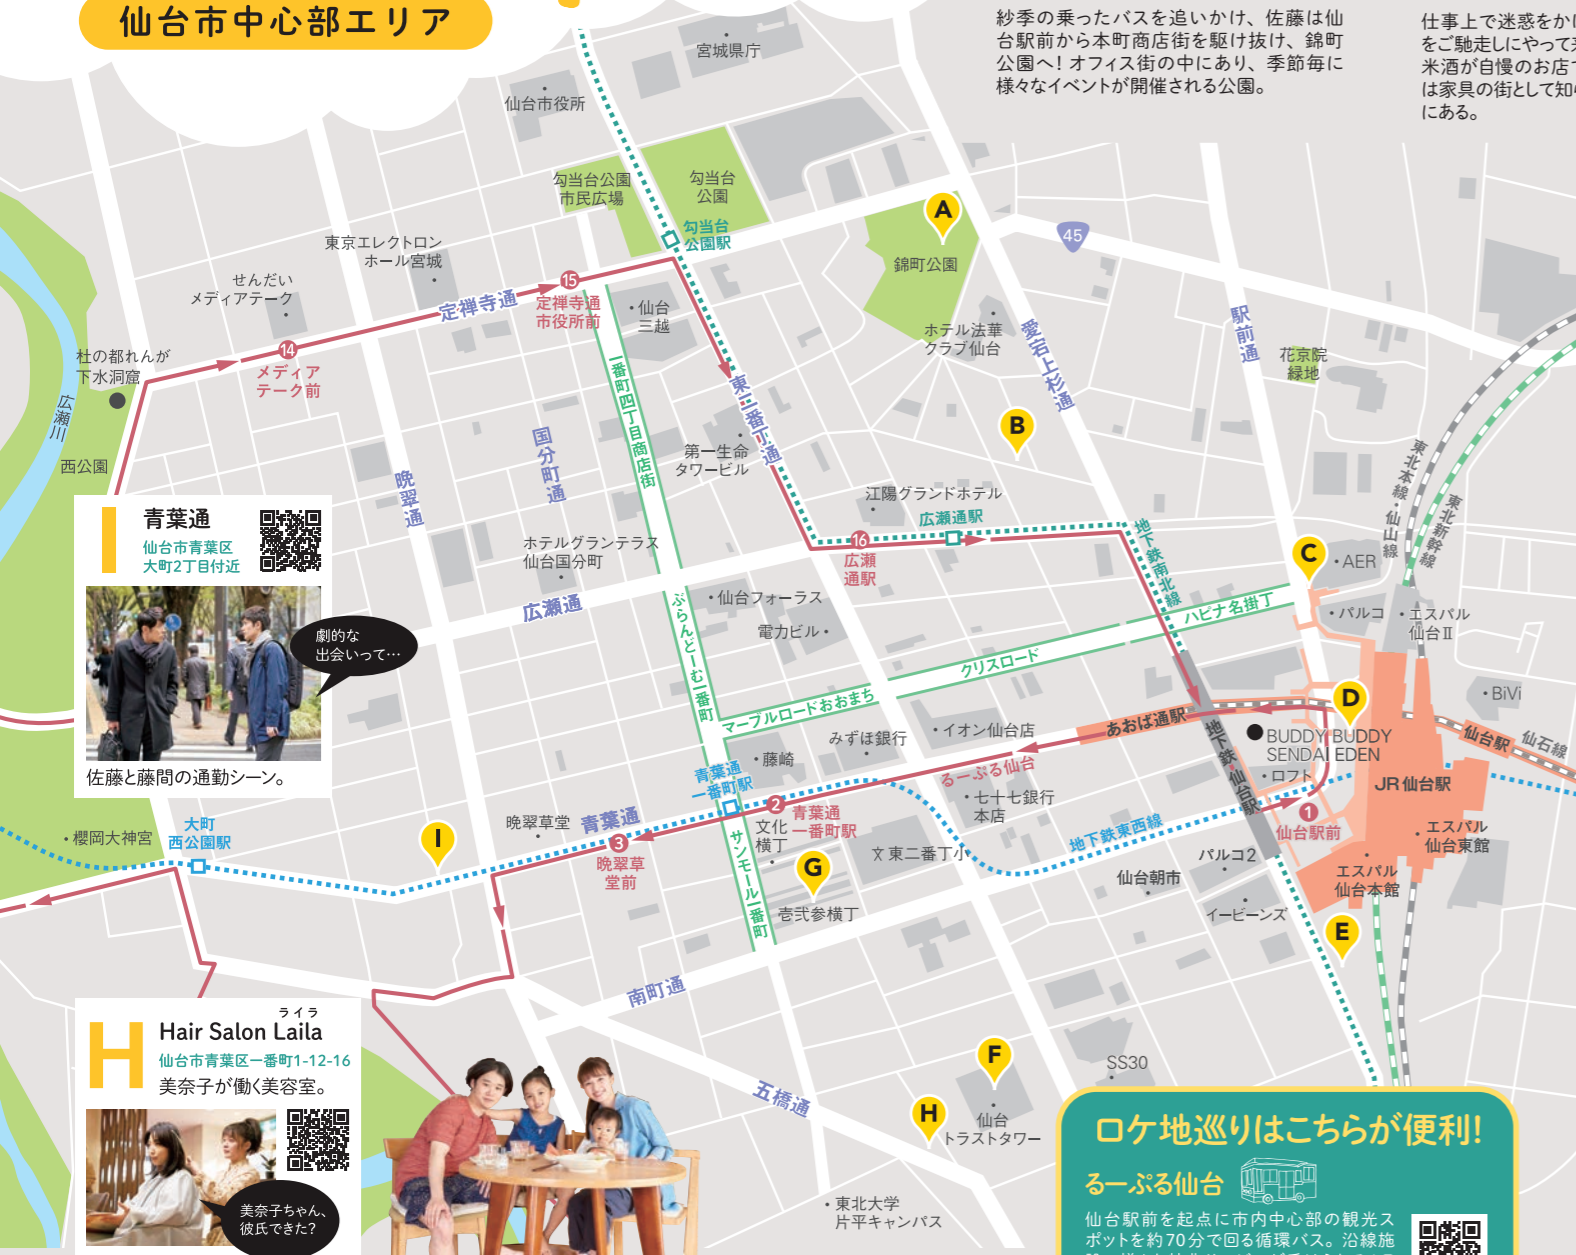 仙台市中心部エリア
紗季の乗ったバスを追いかけ、佐藤は仙
台駅前から本町商店街を駆け抜け、錦町
公園へ！オフィス街の中にあり、季節毎に
様々なイベントが開催される公園。
仕事上で迷惑をか
をご馳走しにやって
米酒が自慢のお店
は家具の街として知
にある。
宮城県庁
仙台市役所
勾当台公園
市民広場
勾当台
公園
勾当台
公園駅
A
錦町公園
45
東京エレクトロン
ホール宮城
せんだい
メディアテーク
定禅寺通
15
定禅寺通
市役所前
仙台
三越
14
メディア
テーク前
杜の都れんが
下水洞窟
広瀬川
西公園
ホテル法華
クラブ仙台
愛宕上杉通
駅前通
花京院
緑地
一番町四丁目商店街
東二番丁通
国分町通
晩翠通
第一生命
タワービル
B
江陽グランドホテル
広瀬通駅
16
広瀬
通駅
地下鉄南北線
東北本線・仙山線
東北新幹線
C
AER
パルコ
エスパル
仙台Ⅱ
ホテルグランテラス
仙台国分町
広瀬通
仙台フォーラス
電力ビル
ぶらんどーむ一番町
ハピナ名掛丁
クリスロード
マーブルロードおおまち
I
青葉通
仙台市青葉区
大町2丁目付近
劇的な
出会いって…
佐藤と藤間の通勤シーン。
D
BiVi
あおば通駅
地下鉄・仙台駅
BUDDY BUDDY
SENDAI EDEN
ロフト
仙台駅
仙石線
JR仙台駅
イオン仙台店
みずほ銀行
藤崎
るーぷる仙台
七十七銀行
本店
青葉通
一番町駅
2
青葉通
一番町駅
1
仙台駅前
エスパル
仙台東館
エスパル
仙台本館
地下鉄東西線
パルコ2
仙台朝市
イービーンズ
櫻岡大神宮
大町
西公園駅
I
晩翠草堂
青葉通
3
晩翠草
堂前
文化
横丁
東二番丁小
G
壱弐参横丁
サンモール一番町
E
南町通
五橋通
F
仙台
トラストタワー
H
SS30
東北大学
片平キャンパス
H
ライラ
Hair Salon Laila
仙台市青葉区一番町1-12-16
美奈子が働く美容室。
美奈子ちゃん、
彼氏できた？
ロケ地巡りはこちらが便利！
るーぷる仙台
仙台駅前を起点に市内中心部の観光ス
ポットを約70分で回る循環バス。沿線施